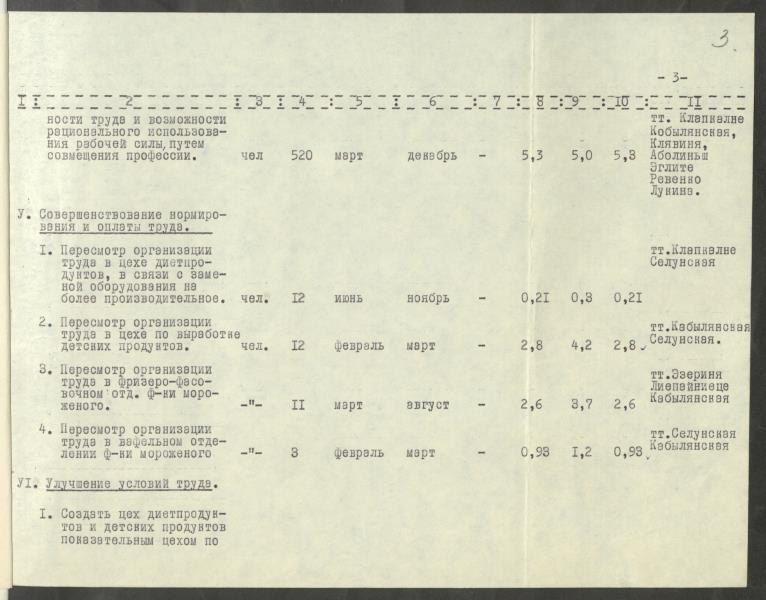 3.
- 3-
I : 2 : 3 : 4 : 5 : 6 : 7 : 8 : 9 : 10 : II
ности труда и возможности тт. Клапкалне
рационального использова- Кобылянская,
ния рабочей силы, путем Клявиня,
совмещения профессии. чел 520 март декабрь - 5,3 5,0 5,3 Аболиньш
Эглите
Ревенко
Лукина.
У. Совершенствование нормиро-
вания и оплаты труда.
I. Пересмотр организации тт.Клапкалне
труда в цехе диетпро- Селунская
дуктов, в связи с заме-
ной оборудования на
более производительное. чел. I2 июнь ноябрь - 0,2I 0,3 0,2I
2. Пересмотр организации
труда в цехе по выработке тт.Кабылянская
детских продуктов. чел. I2 февраль март - 2,8 4,2 2,8 Селунская.
3. Пересмотр организации тт.Эзериня
труда в фризеро-фасо- Лиепайниеце
вочном отд. ф-ки моро- Кабылянская
женого. -"- II март август - 2,6 3,7 2,6
4. Пересмотр организации тт.Селунская
труда в вафельном отде- Кабылянская
лении ф-ки мороженого -"- 3 февраль март - 0,93 I,2 0,93
УI. Улучшение условий труда.
I. Создать цех диетпродук-
тов и детских продуктов
показательным цехом по